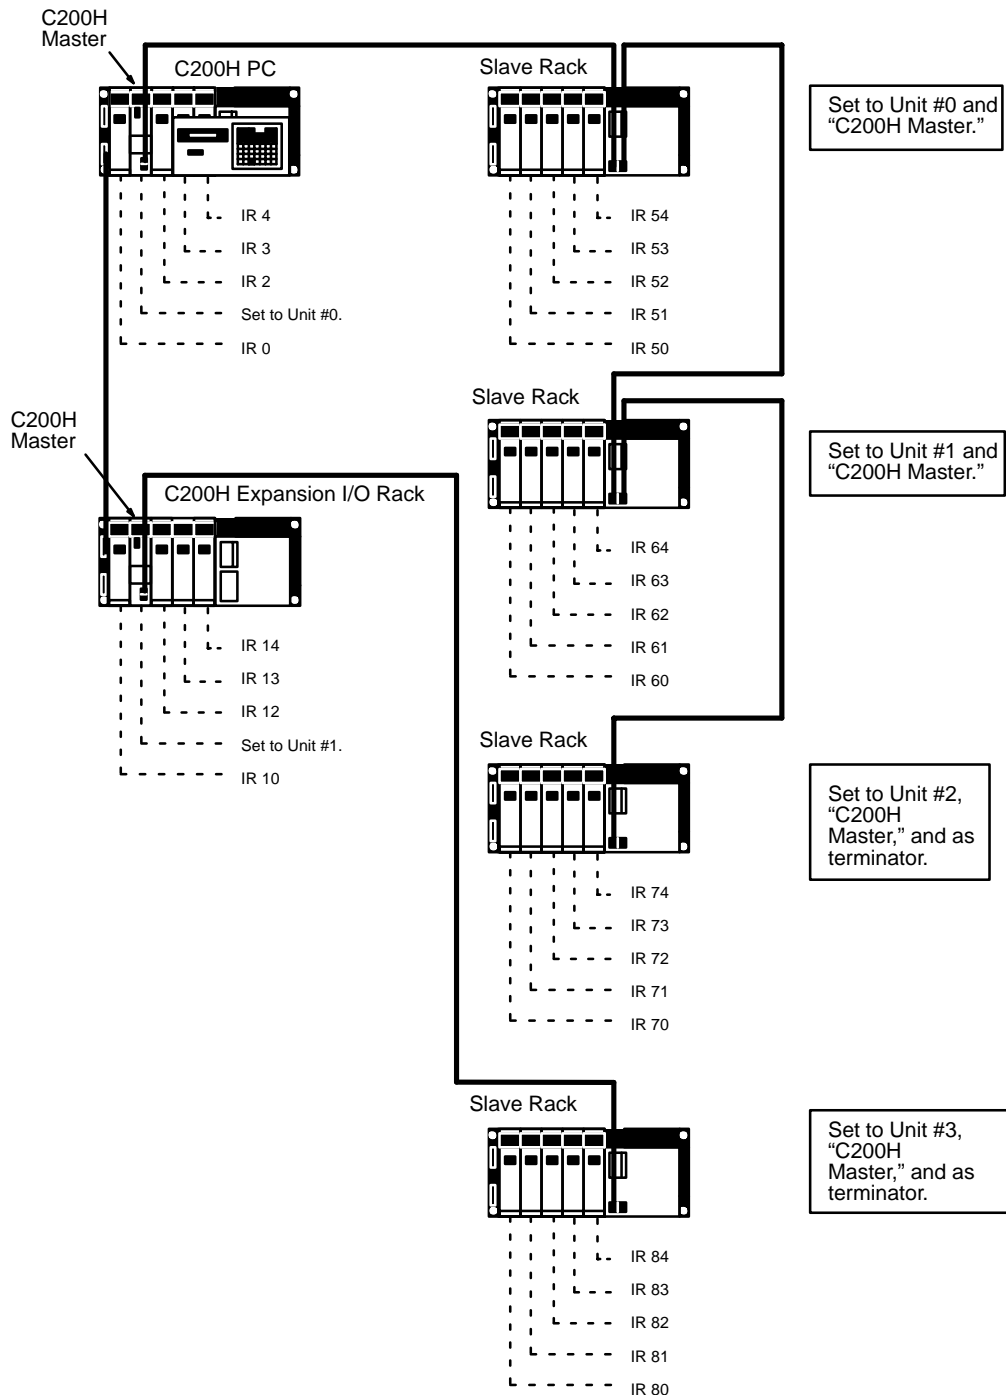 C200H
Master
C200H PC
IR 4
IR 3
IR 2
Set to Unit #0.
IR 0
Slave Rack
IR 54
IR 53
IR 52
IR 51
IR 50
Set to Unit #0 and
“C200H Master.”
C200H
Master
C200H Expansion I/O Rack
IR 14
IR 13
IR 12
Set to Unit #1.
IR 10
Slave Rack
IR 64
IR 63
IR 62
IR 61
IR 60
Set to Unit #1 and
“C200H Master.”
Slave Rack
IR 74
IR 73
IR 72
IR 71
IR 70
Set to Unit #2,
“C200H
Master,” and as
terminator.
Slave Rack
IR 84
IR 83
IR 82
IR 81
IR 80
Set to Unit #3,
“C200H
Master,” and as
terminator.